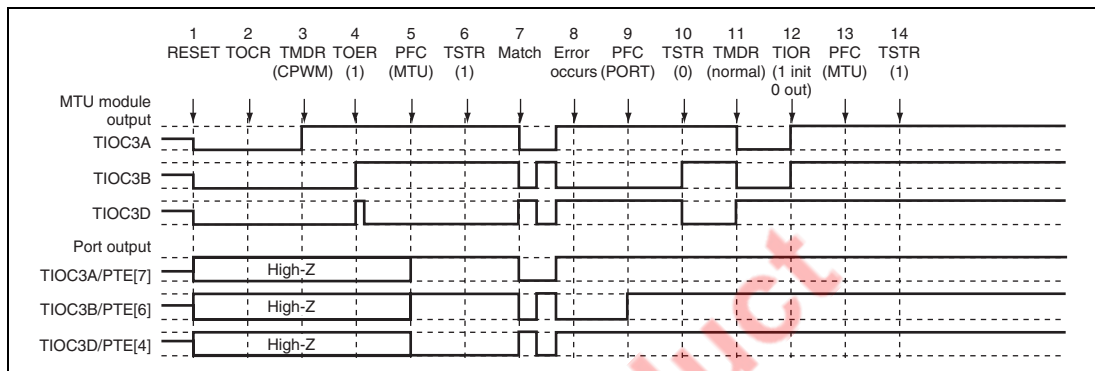 1 2 3 4 5 6 7 8 9 10 11 12 13 14
RESET TOCR TMDR TOER PFC TSTR Match Error PFC TSTR TMDR TIOR PFC TSTR
(CPWM) (1) (MTU) (1) occurs (PORT) (0) (normal) (1 init (MTU) (1)
0 out)
MTU module
output
TIOC3A
TIOC3B
TIOC3D
Port output
TIOC3A/PTE[7] High-Z
TIOC3B/PTE[6] High-Z
TIOC3D/PTE[4] High-Z
duct